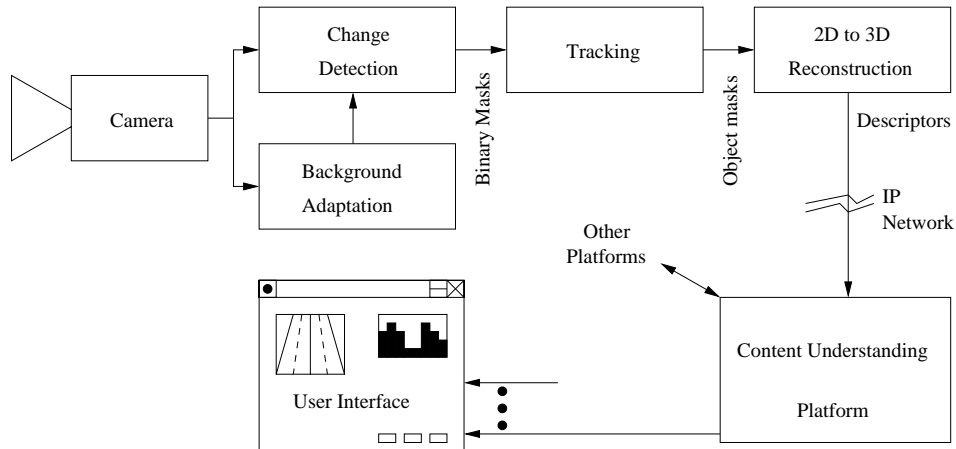 Camera
Change
Detection
Background
Adaptation
Binary Masks
Tracking
Object masks
2D to 3D
Reconstruction
Descriptors
IP
Network
Other
Platforms
Content Understanding
Platform
User Interface